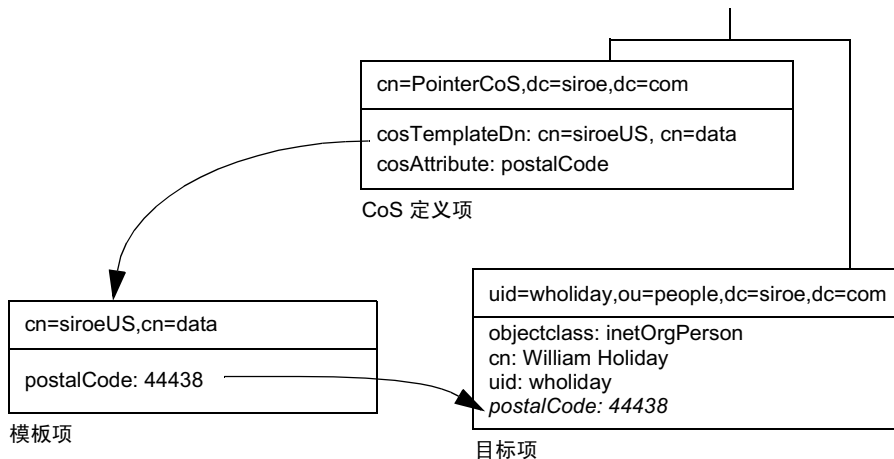 cn=PointerCoS,dc=siroe,dc=com
cosTemplateDn: cn=siroeUS, cn=data
cosAttribute: postalCode
CoS 定义项
uid=wholiday,ou=people,dc=siroe,dc=com
objectclass: inetOrgPerson
cn: William Holiday
uid: wholiday
postalCode: 44438
目标项
cn=siroeUS,cn=data
postalCode: 44438
模板项